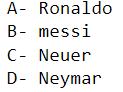 A- Ronaldo
B- messi
C- Neuer
D- Neymar